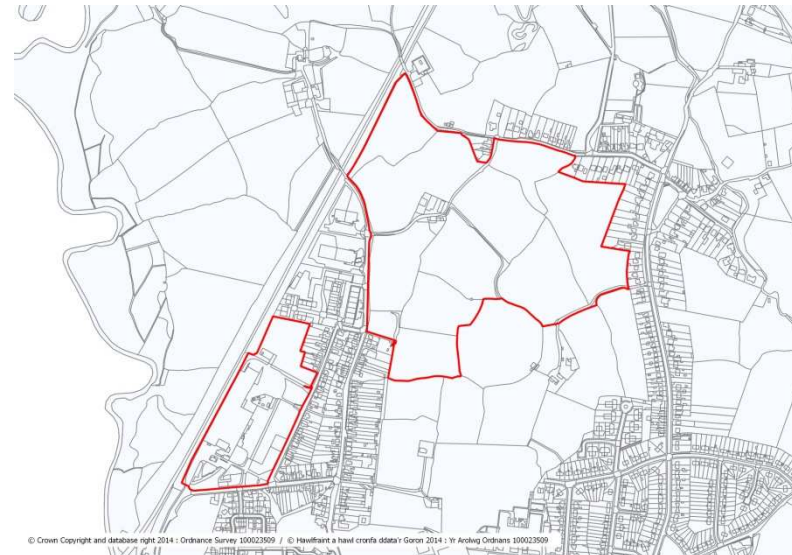 © Crown Copyright and database right 2014 : Ordnance Survey 100023509 / © Hawlfraint a hawl cronfa ddata'r Goron 2014 : Yr Arolwg Ordnans 100023509